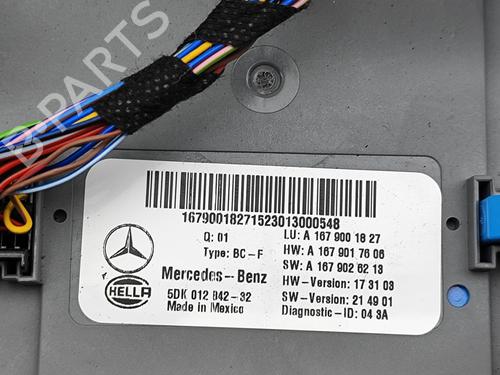 B-PARTS
16790018271523013000548
Q: 01
LU: A 167 900 18 27
Type: BC-F
HW: A 167 901 76 06
Mercedes-Benz
SW: A 167 902 62 13
HELLA
5DK 012 842-32
HW-Version: 17 31 03
Made in Mexico
SW-Version: 21 49 01
Diagnostic-ID: 04 3A